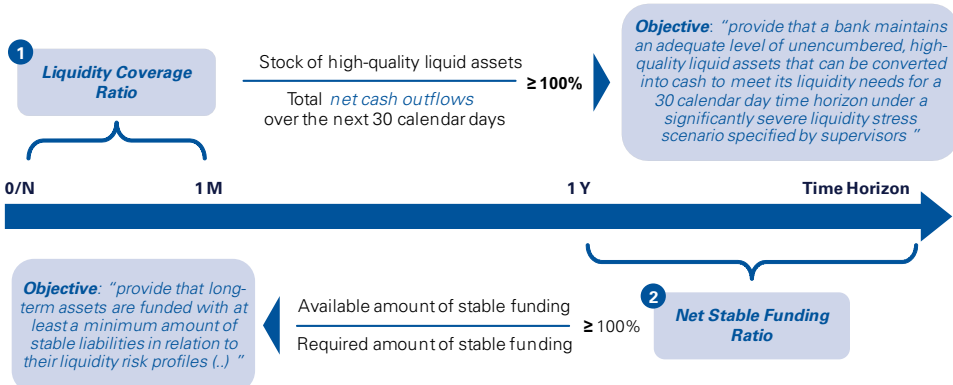 1
Liquidity Coverage
Ratio
Stock of high-quality liquid assets
Total net cash outflows
over the next 30 calendar days
≥ 100%
Objective: “provide that a bank maintains
an adequate level of unencumbered, high-
quality liquid assets that can be converted
into cash to meet its liquidity needs for a
30 calendar day time horizon under a
significantly severe liquidity stress
scenario specified by supervisors ”
0/N
1 M
1 Y
Time Horizon
Objective: “provide that long-
term assets are funded with at
least a minimum amount of
stable liabilities in relation to
their liquidity risk profiles (..) ”
Available amount of stable funding
Required amount of stable funding
≥ 100%
2
Net Stable Funding
Ratio